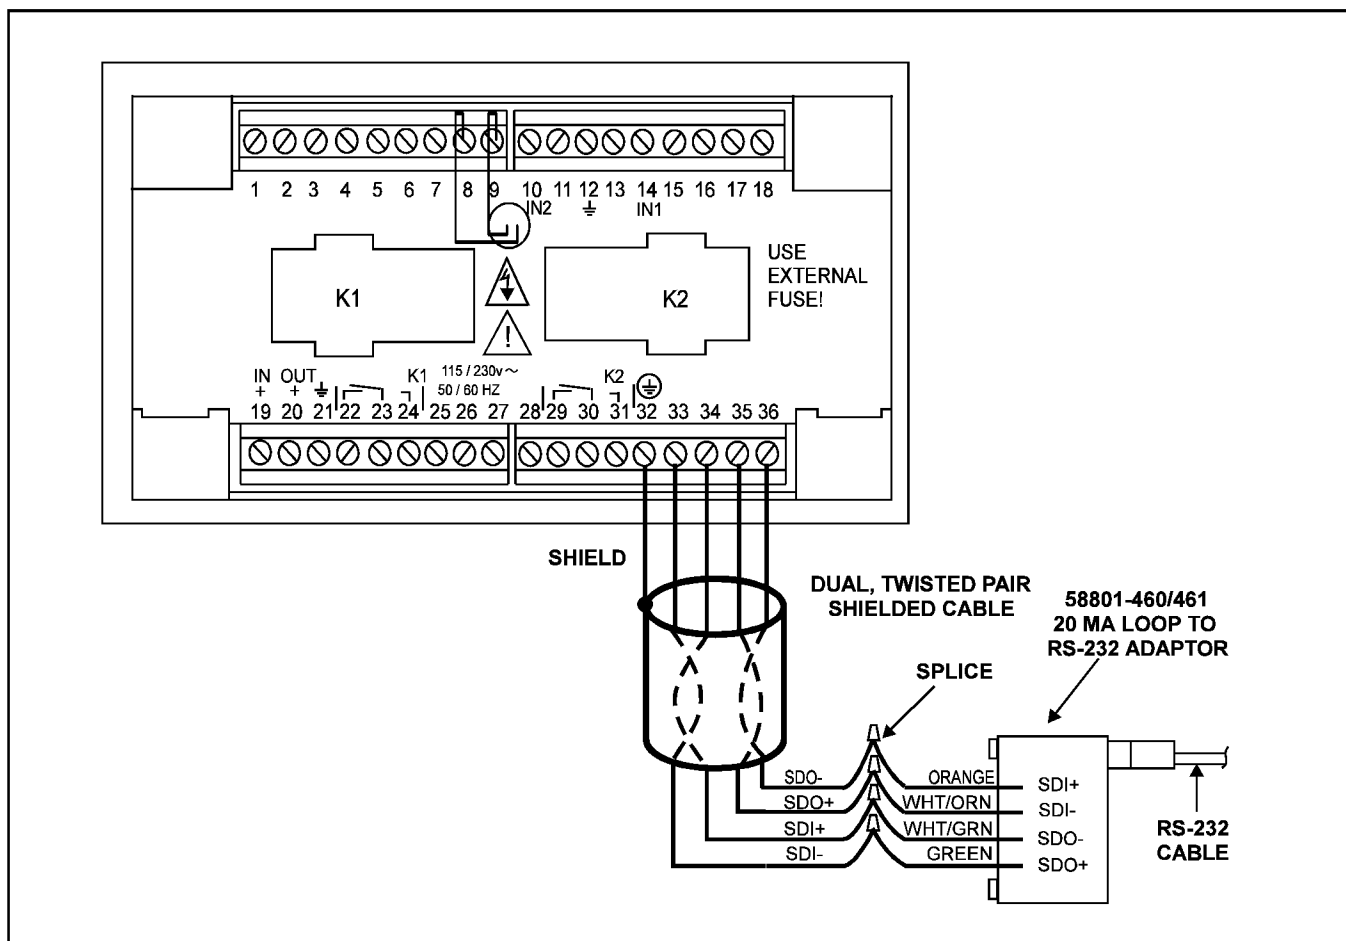 1 2 3 4 5 6 7 8 9 10 11 12 13 14 15 16 17 18
IN2 IN1
USE
EXTERNAL
FUSE!
K1
K2
!
IN OUT K1 115 / 230v ~ K2
+ + 50 / 60 HZ
19 20 21 22 23 24 25 26 27 28 29 30 31 32 33 34 35 36
SHIELD
DUAL, TWISTED PAIR
SHIELDED CABLE
58801-460/461
20 MA LOOP TO
RS-232 ADAPTOR
SPLICE
SDO- ORANGE SDI+
SDO+ WHT/ORN SDI-
SDI+ WHT/GRN SDO-
SDI- GREEN SDO+
RS-232
CABLE